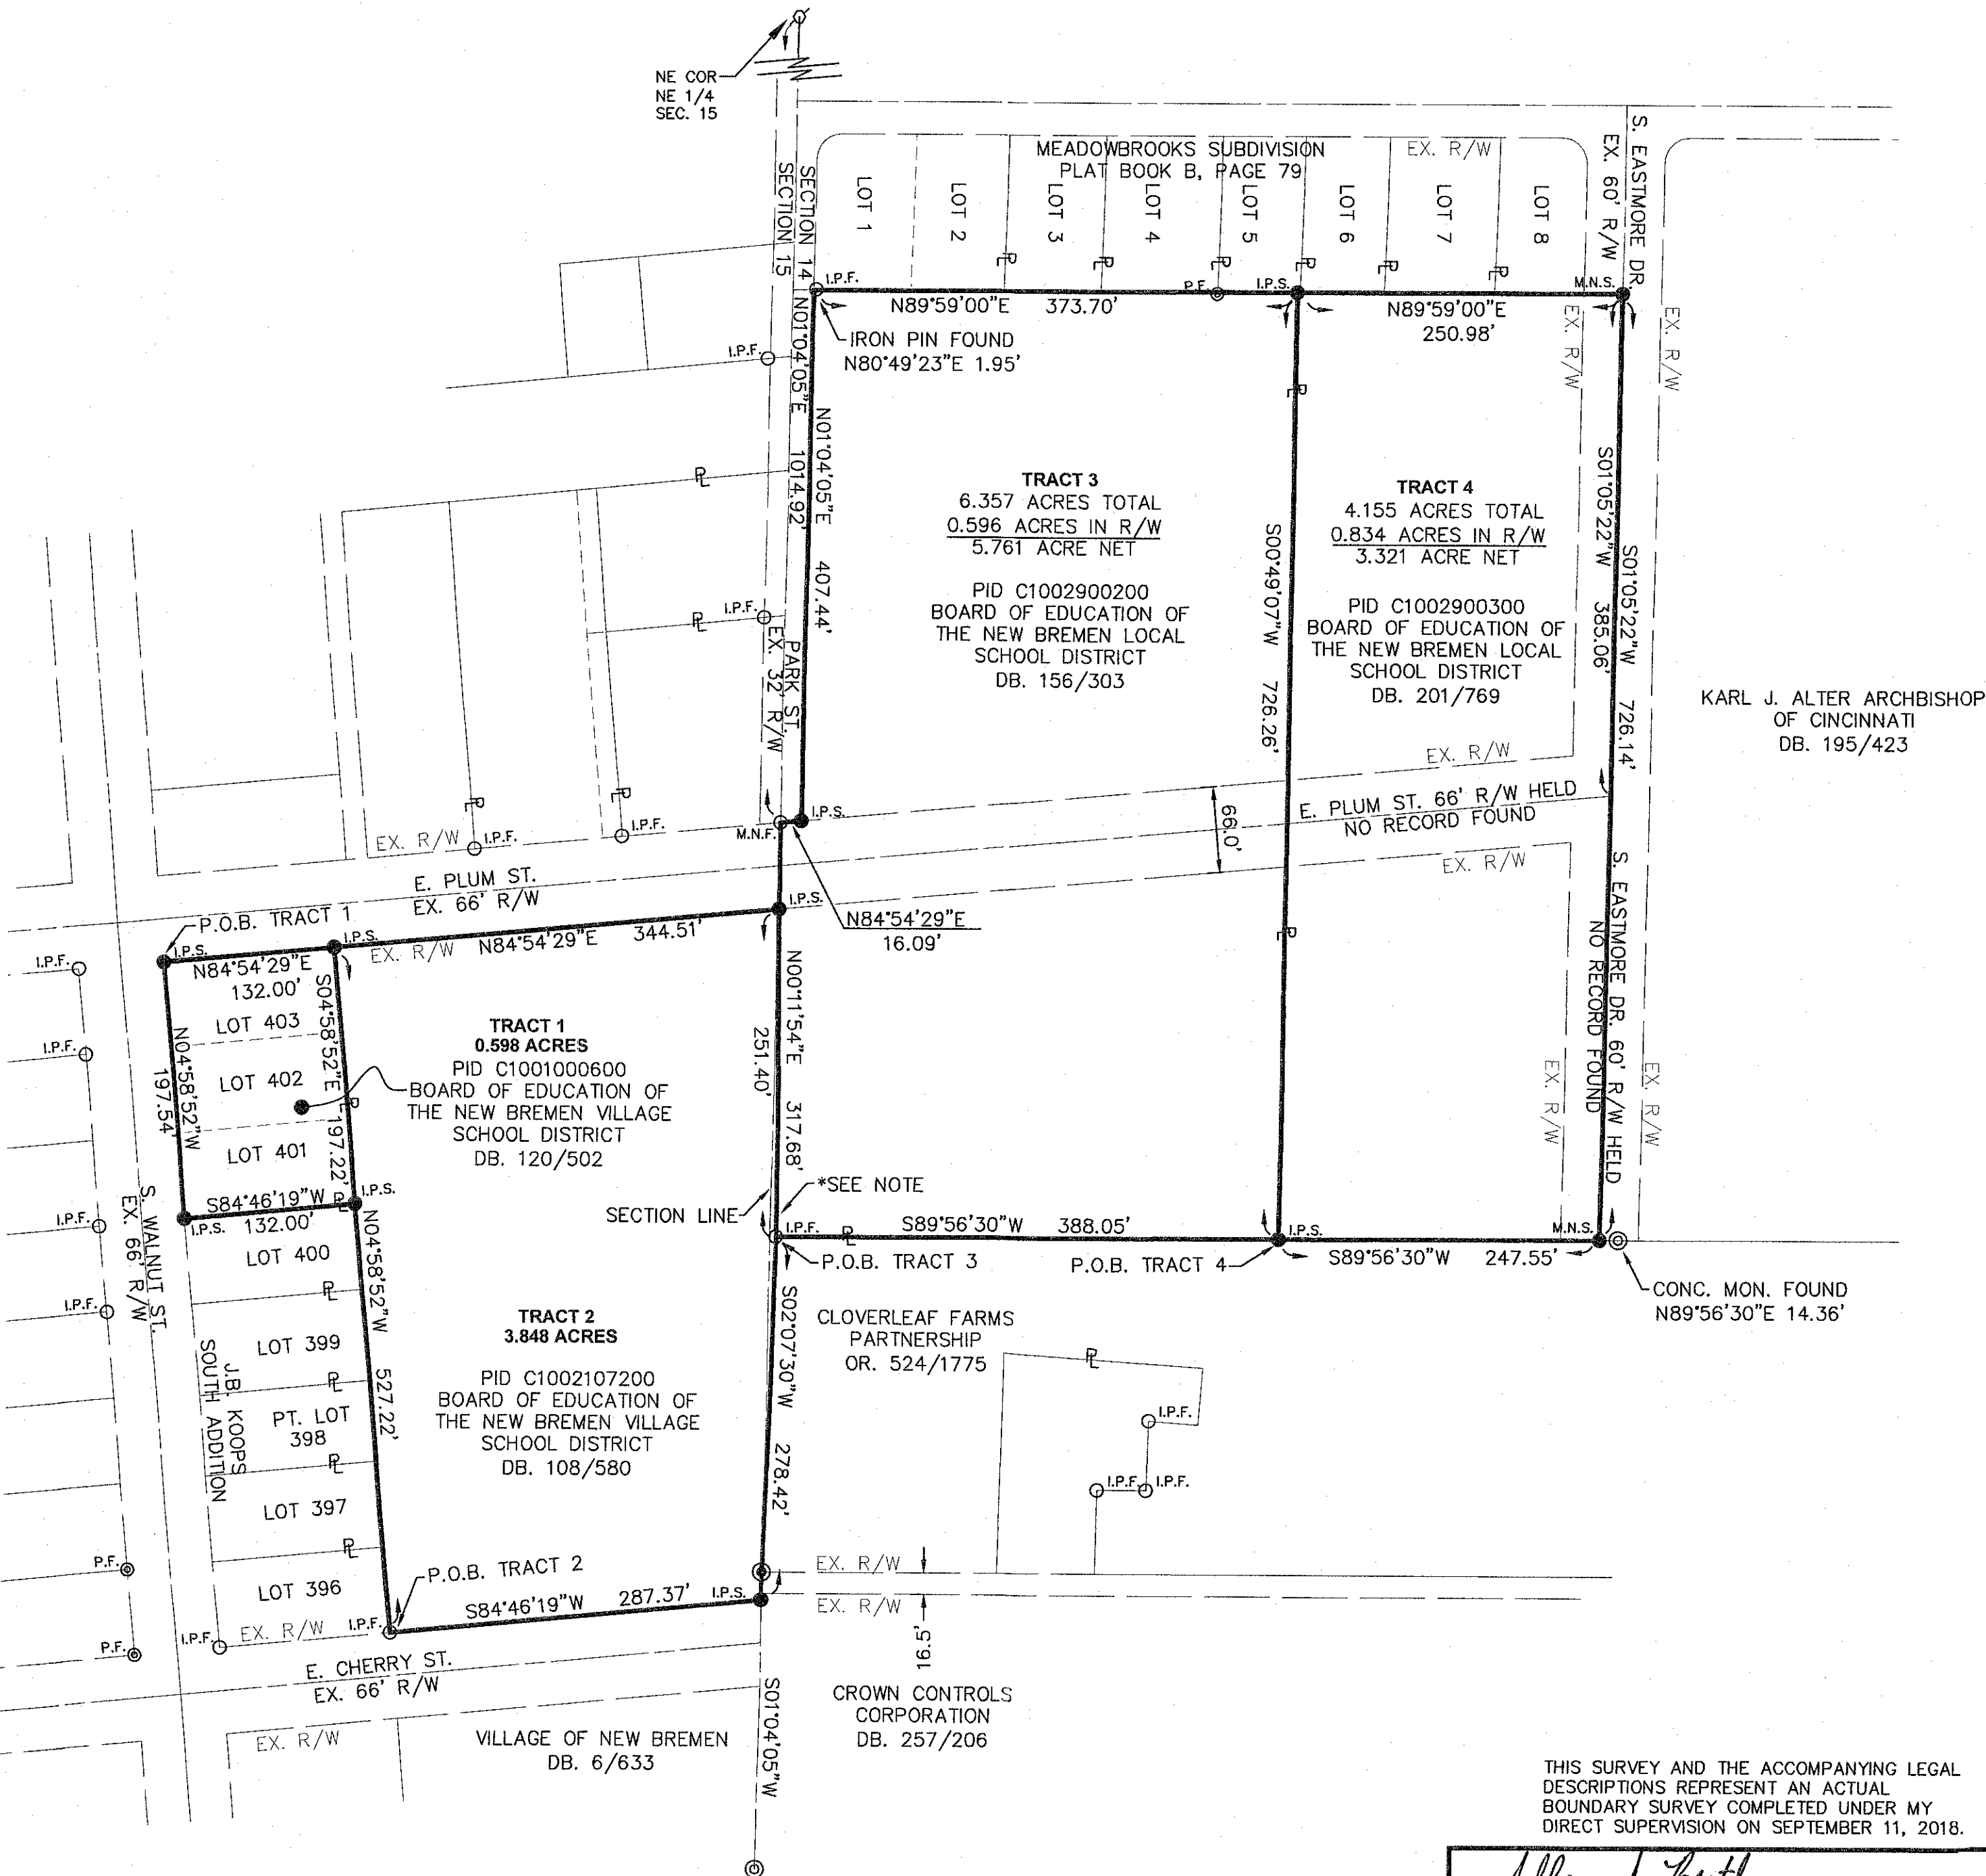 NE COR
NE 1/4
SEC. 15
SECTION 14
SECTION 15
MEADOWBROOKS SUBDIVISION
PLAT BOOK B, PAGE 79
EX. R/W
LOT 1
LOT 2
LOT 3
LOT 4
LOT 5
LOT 6
LOT 7
LOT 8
S. EASTMORE DR.
EX. 60' R/W
I.P.F.
P.F.
I.P.S.
M.N.S.
N89°59'00"E 373.70'
N89°59'00"E
250.98'
IRON PIN FOUND
N80°49'23"E 1.95'
I.P.F.
EX. R/W
EX. R/W
N01°04'05"E 1014.92'
N01°04'05"E 407.44'
TRACT 3
6.357 ACRES TOTAL
0.596 ACRES IN R/W
5.761 ACRE NET
PID C1002900200
BOARD OF EDUCATION OF
THE NEW BREMEN LOCAL
SCHOOL DISTRICT
DB. 156/303
S00°49'07"W 726.26'
TRACT 4
4.155 ACRES TOTAL
0.834 ACRES IN R/W
3.321 ACRE NET
PID C1002900300
BOARD OF EDUCATION OF
THE NEW BREMEN LOCAL
SCHOOL DISTRICT
DB. 201/769
S01°05'22"W 385.06'
S01°05'22"W 726.14'
KARL J. ALTER ARCHBISHOP
OF CINCINNATI
DB. 195/423
I.P.F.
PARK ST.
EX. 32' R/W
EX. R/W
E. PLUM ST. 66' R/W HELD
NO RECORD FOUND
66.0'
EX. R/W
I.P.S.
M.N.F.
I.P.F.
I.P.F.
EX. R/W
E. PLUM ST.
EX. 66' R/W
N84°54'29"E
16.09'
I.P.S.
P.O.B. TRACT 1
I.P.S.
I.P.S.
EX. R/W
N84°54'29"E 344.51'
N84°54'29"E
132.00'
I.P.F.
I.P.F.
I.P.F.
I.P.F.
S04°58'52"E 197.22'
N04°58'52"W
197.54'
LOT 403
LOT 402
LOT 401
TRACT 1
0.598 ACRES
PID C1001000600
BOARD OF EDUCATION OF
THE NEW BREMEN VILLAGE
SCHOOL DISTRICT
DB. 120/502
N00°11'54"E 317.68'
251.40'
S. EASTMORE DR. 60' R/W HELD
NO RECORD FOUND
EX. R/W
EX. R/W
*SEE NOTE
SECTION LINE
S84°46'19"W
132.00'
I.P.S.
I.P.S.
I.P.F.
S89°56'30"W 388.05'
I.P.S.
M.N.S.
P.O.B. TRACT 3
P.O.B. TRACT 4
S89°56'30"W 247.55'
CONC. MON. FOUND
N89°56'30"E 14.36'
S. WALNUT ST.
EX. 66' R/W
LOT 400
LOT 399
PT. LOT
398
LOT 397
LOT 396
J.B. KOOPS
SOUTH ADDITION
N04°58'52"W 527.22'
TRACT 2
3.848 ACRES
PID C1002107200
BOARD OF EDUCATION OF
THE NEW BREMEN VILLAGE
SCHOOL DISTRICT
DB. 108/580
S02°07'30"W 278.42'
CLOVERLEAF FARMS
PARTNERSHIP
OR. 524/1775
I.P.F.
I.P.F.
I.P.F.
P.F.
P.F.
P.O.B. TRACT 2
S84°46'19"W 287.37'
I.P.S.
I.P.F.
EX. R/W
I.P.F.
EX. R/W
EX. R/W
16.5'
E. CHERRY ST.
EX. 66' R/W
EX. R/W
VILLAGE OF NEW BREMEN
DB. 6/633
S01°04'05"W
CROWN CONTROLS
CORPORATION
DB. 257/206
THIS SURVEY AND THE ACCOMPANYING LEGAL
DESCRIPTIONS REPRESENT AN ACTUAL
BOUNDARY SURVEY COMPLETED UNDER MY
DIRECT SUPERVISION ON SEPTEMBER 11, 2018.